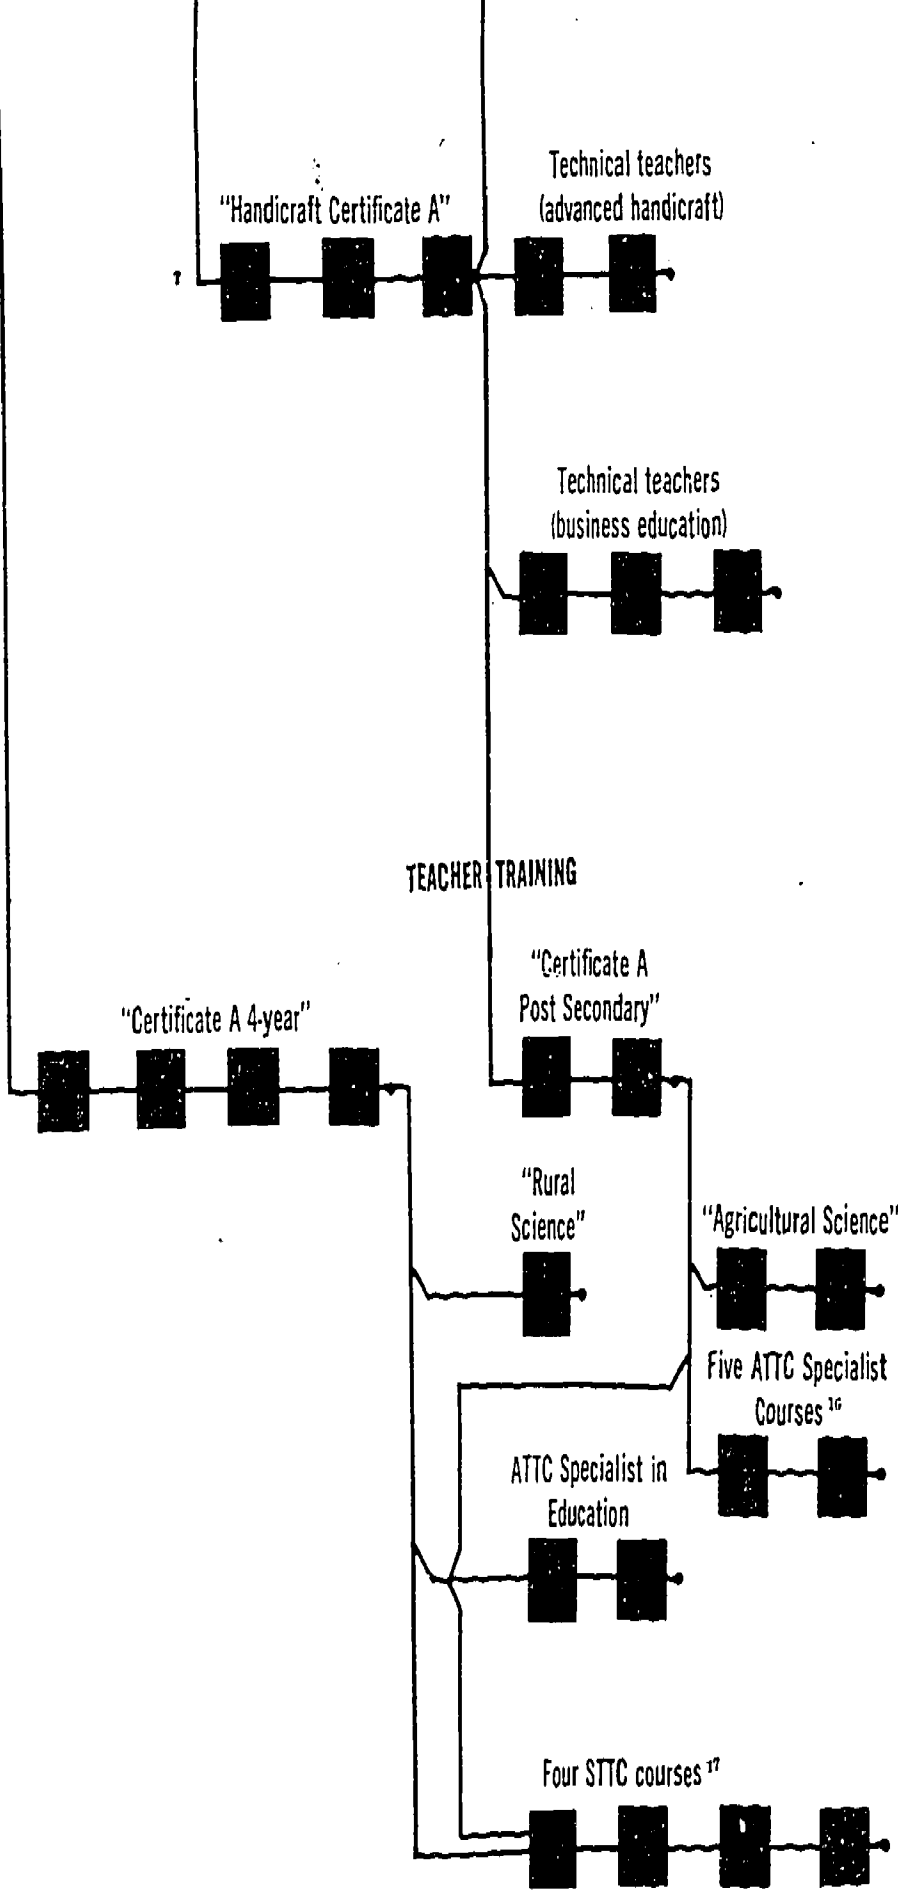 Technical teachers
(advanced handicraft)
"Handicraft Certificate A"
Technical teachers
(business education)
TEACHER TRAINING
"Certificate A
Post Secondary"
"Certificate A 4-year"
"Rural
Science"
"Agricultural Science"
Five ATTC Specialist
Courses 16
ATTC Specialist in
Education
Four STTC courses 17